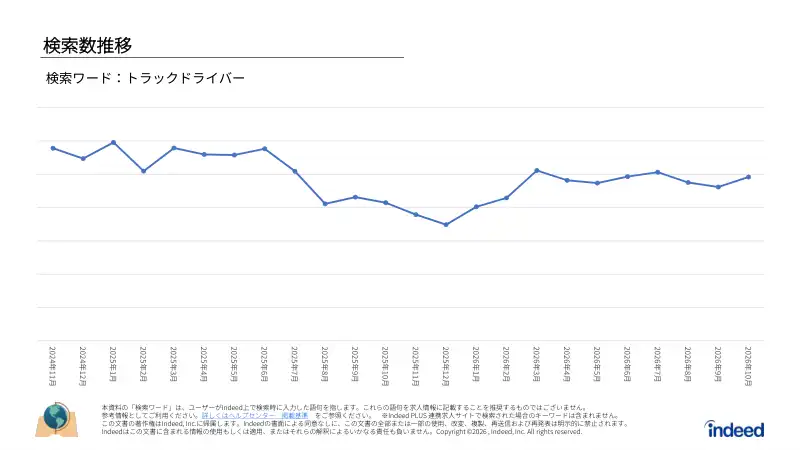 検索数推移
検索ワード：トラックドライバー
2024年11月
2024年12月
2025年1月
2025年2月
2025年3月
2025年4月
2025年5月
2025年6月
2025年7月
2025年8月
2025年9月
2025年10月
2025年11月
2025年12月
2026年1月
2026年2月
2026年3月
2026年4月
2026年5月
2026年6月
2026年7月
2026年8月
2026年9月
2026年10月
本資料の「検索ワード」は、ユーザーがIndeed上で検索時に入力した語句を指します。これらの語句を求人情報に記載することを推奨するものではございません。
参考情報としてご利用ください。詳しくはヘルプセンター　掲載基準　をご参照ください。　※Indeed PLUS 連携求人サイトで検索された場合のキーワードは含まれません。
この文書の著作権はIndeed, Inc.に帰属します。Indeedの書面による同意なしに、この文書の全部または一部の使用、改変、複製、再送信および再発表は明示的に禁止されます。
Indeedはこの文書に含まれる情報の使用もしくは適用、またはそれらの解釈によるいかなる責任も負いません。Copyright ©2026 , Indeed, Inc. All rights reserved.
indeed